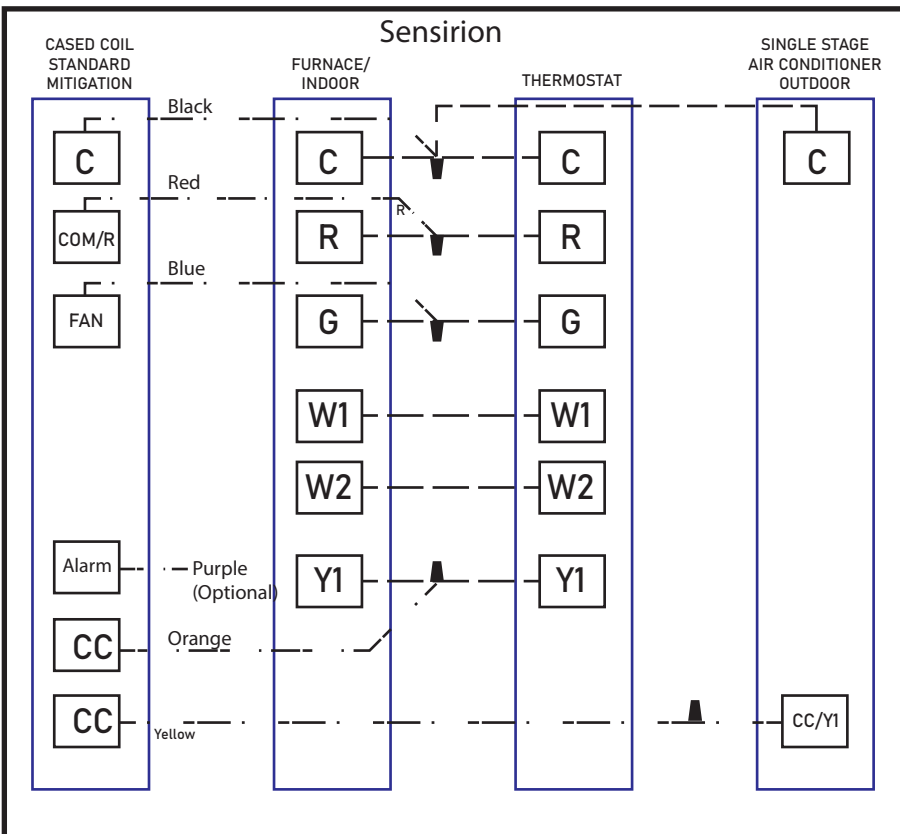 Sensirion
CASED COIL
STANDARD
MITIGATION
FURNACE/
INDOOR
THERMOSTAT
SINGLE STAGE
AIR CONDITIONER
OUTDOOR
Black
C
C
C
C
Red
R
COM/R
R
R
Blue
FAN
G
G
W1
W1
W2
W2
Alarm
Purple
(Optional)
Y1
Y1
Orange
CC
CC
Yellow
CC/Y1